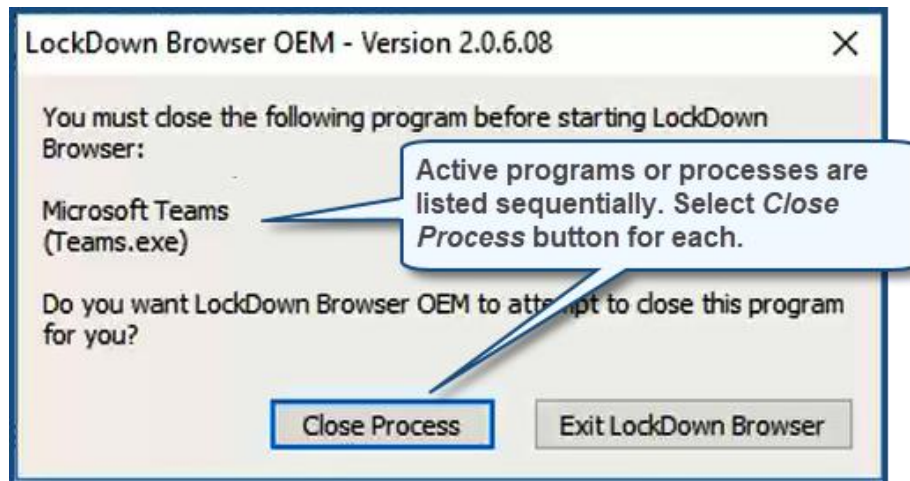 LockDown Browser OEM - Version 2.0.6.08
You must close the following program before starting LockDown
Browser:
Active programs or processes are
listed sequentially. Select Close
Process button for each.
Microsoft Teams
(Teams.exe)
Do you want LockDown Browser OEM to attempt to close this program
for you?
Close Process
Exit LockDown Browser